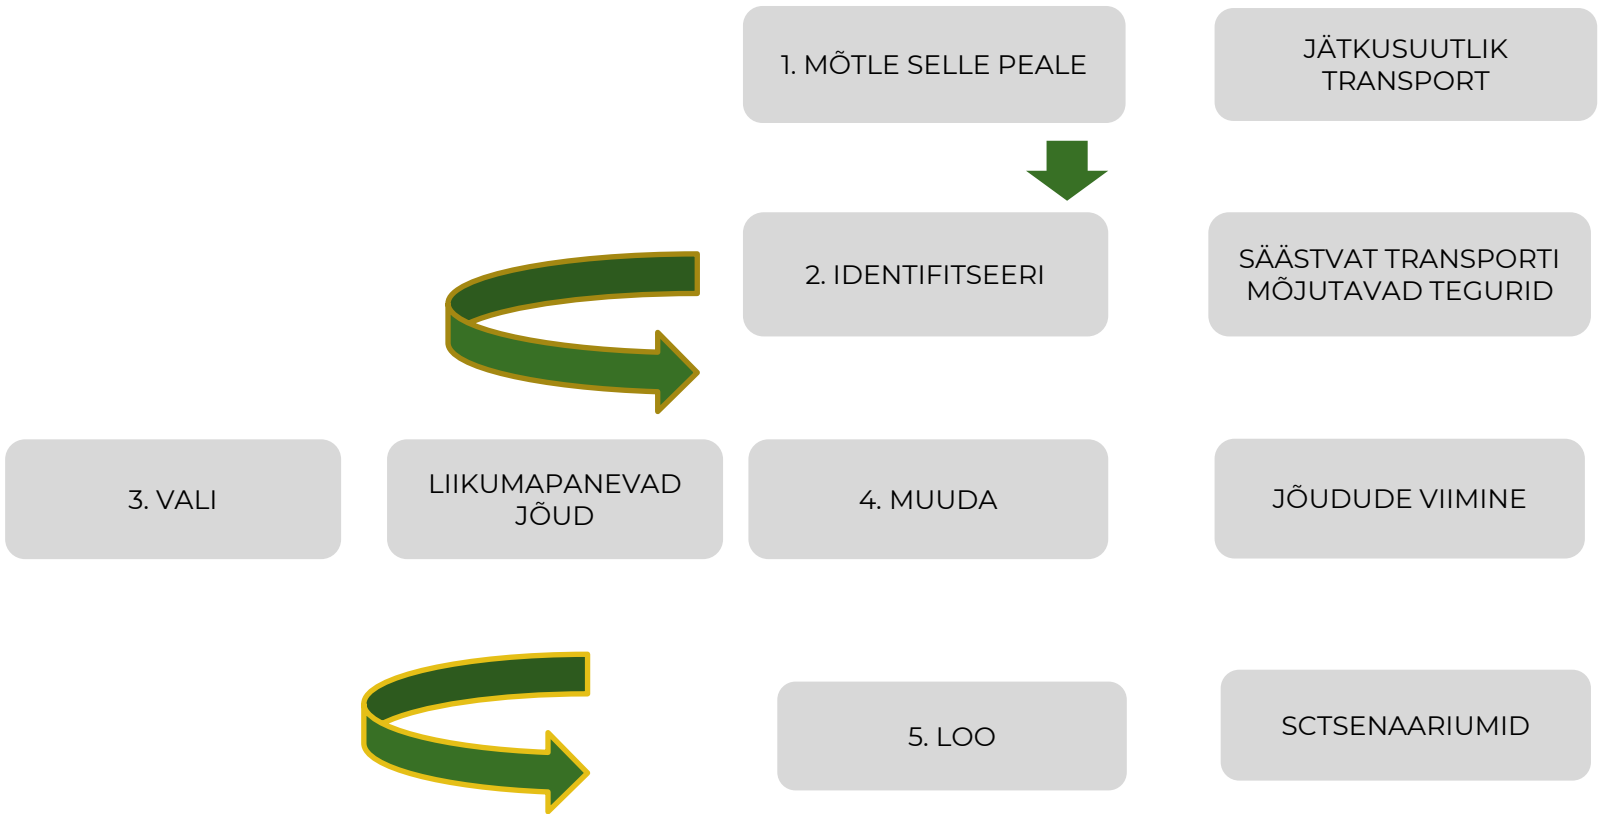 1. MÕTLE SELLE PEALE
JÄTKUSUUTLIK
TRANSPORT
2. IDENTIFITSEERI
SÄÄSTVAT TRANSPORTI
MÕJUTAVAD TEGURID
3. VALI
LIIKUMAPANEVAD
JÕUD
4. MUUDA
JÕUDUDE VIIMINE
5. LOO
SCTSENAARIUMID